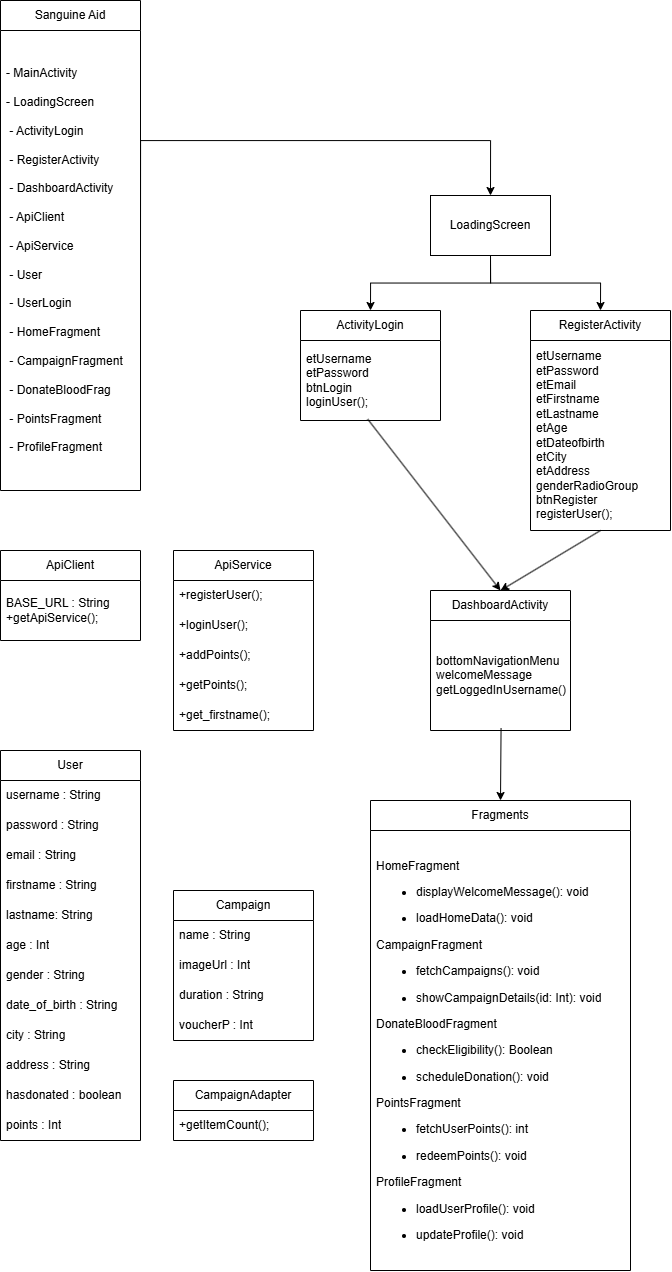 Sanguine Aid
- MainActivity
- LoadingScreen
- ActivityLogin
- RegisterActivity
- DashboardActivity
- ApiClient
- ApiService
- User
- UserLogin
- HomeFragment
- CampaignFragment
- DonateBloodFrag
- PointsFragment
- ProfileFragment
LoadingScreen
ActivityLogin
etUsername
etPassword
btnLogin
loginUser();
RegisterActivity
etUsername
etPassword
etEmail
etFirstname
etLastname
etAge
etDateofbirth
etCity
etAddress
genderRadioGroup
btnRegister
registerUser();
ApiClient
BASE_URL : String
+getApiService();
ApiService
+registerUser();
+loginUser();
+addPoints();
+getPoints();
+get_firstname();
DashboardActivity
bottomNavigationMenu
welcomeMessage
getLoggedInUsername()
User
username : String
password : String
email : String
firstname : String
lastname: String
age : Int
gender : String
date_of_birth : String
city : String
address : String
hasdonated : boolean
points : Int
Campaign
name : String
imageUrl : Int
duration : String
voucherP : Int
CampaignAdapter
+getItemCount();
Fragments
HomeFragment
• displayWelcomeMessage(): void
• loadHomeData(): void
CampaignFragment
• fetchCampaigns(): void
• showCampaignDetails(id: Int): void
DonateBloodFragment
• checkEligibility(): Boolean
• scheduleDonation(): void
PointsFragment
• fetchUserPoints(): int
• redeemPoints(): void
ProfileFragment
• loadUserProfile(): void
• updateProfile(): void